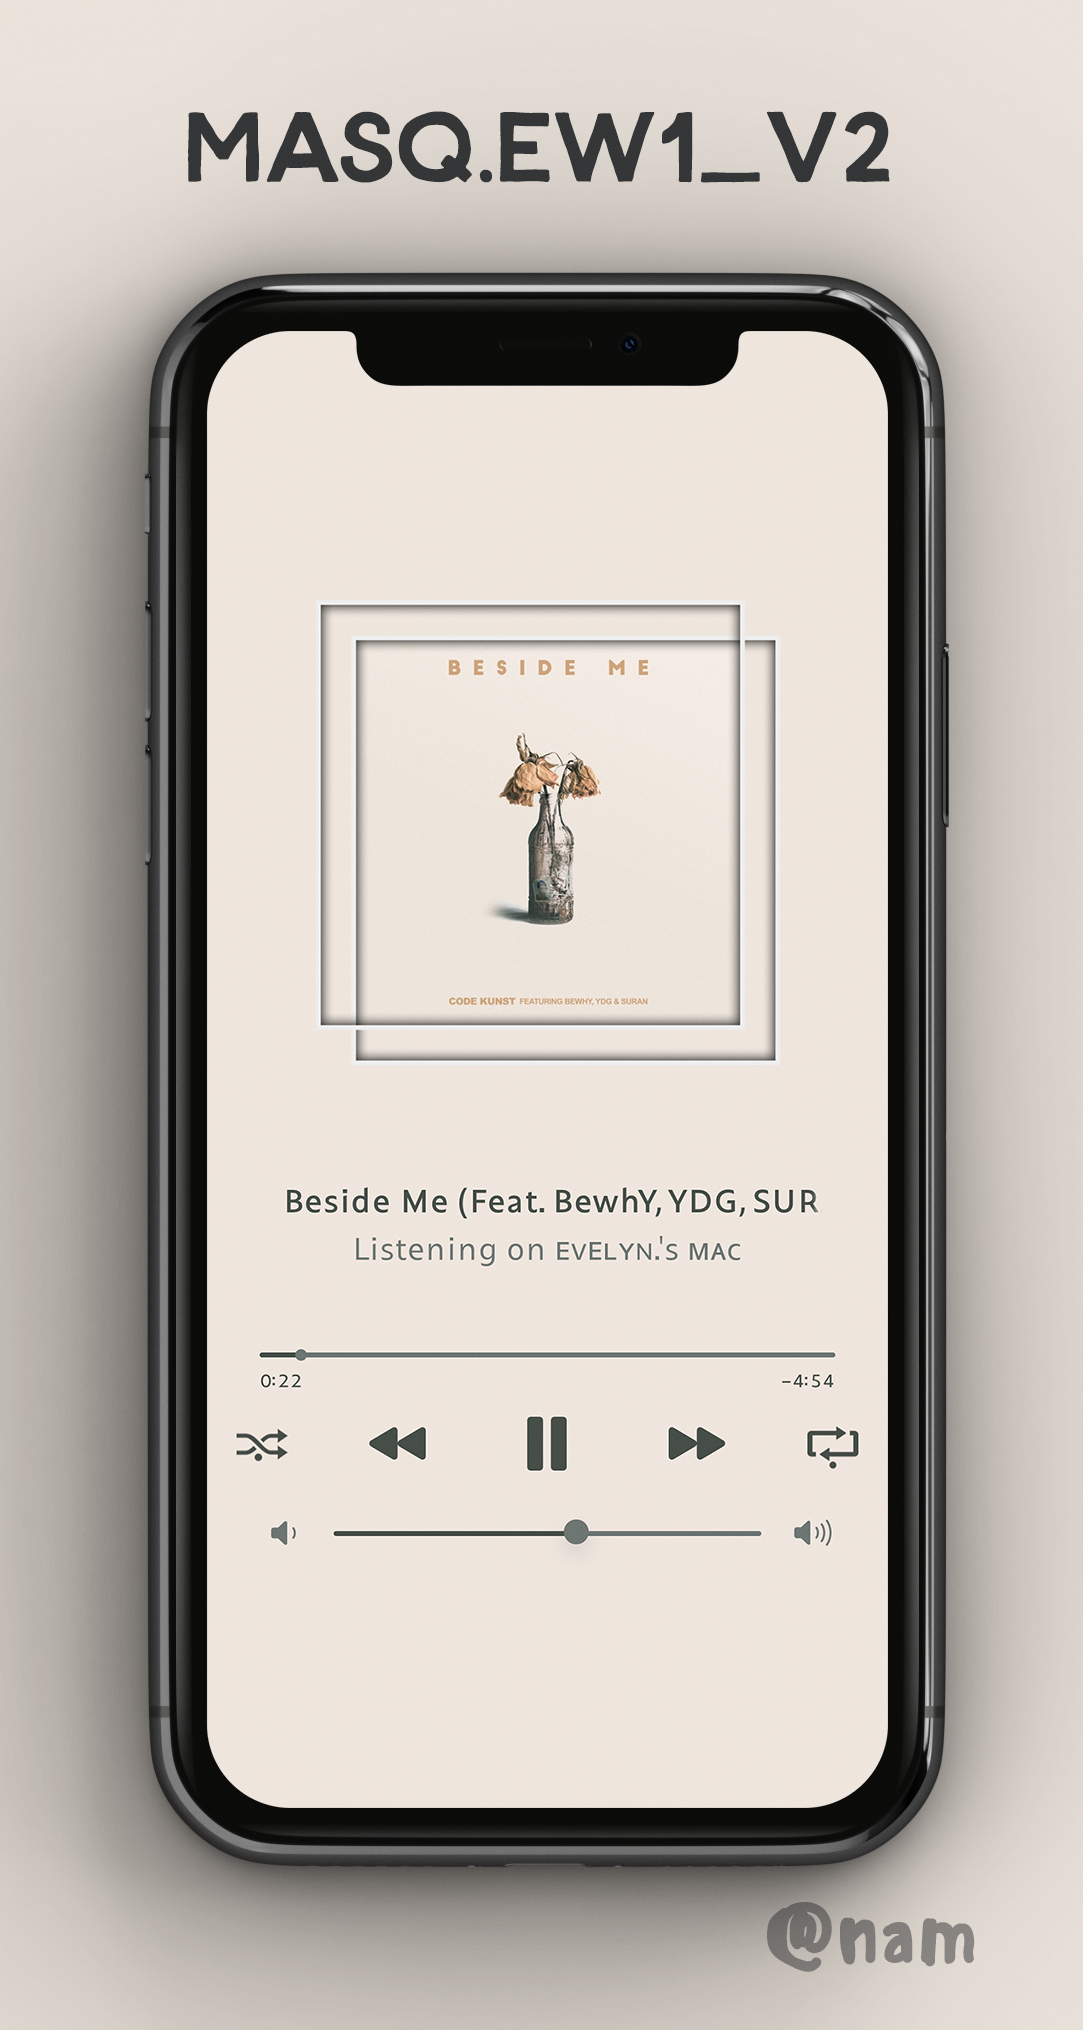 MASQ.EW1_V2
BESIDE ME
CODE KUNST FEATURING BEWHY, YDG & SURAN
Beside Me (Feat. BewhY, YDG, SUR
Listening on EvELYN.'s MAC
0:22 -4:54
@nam